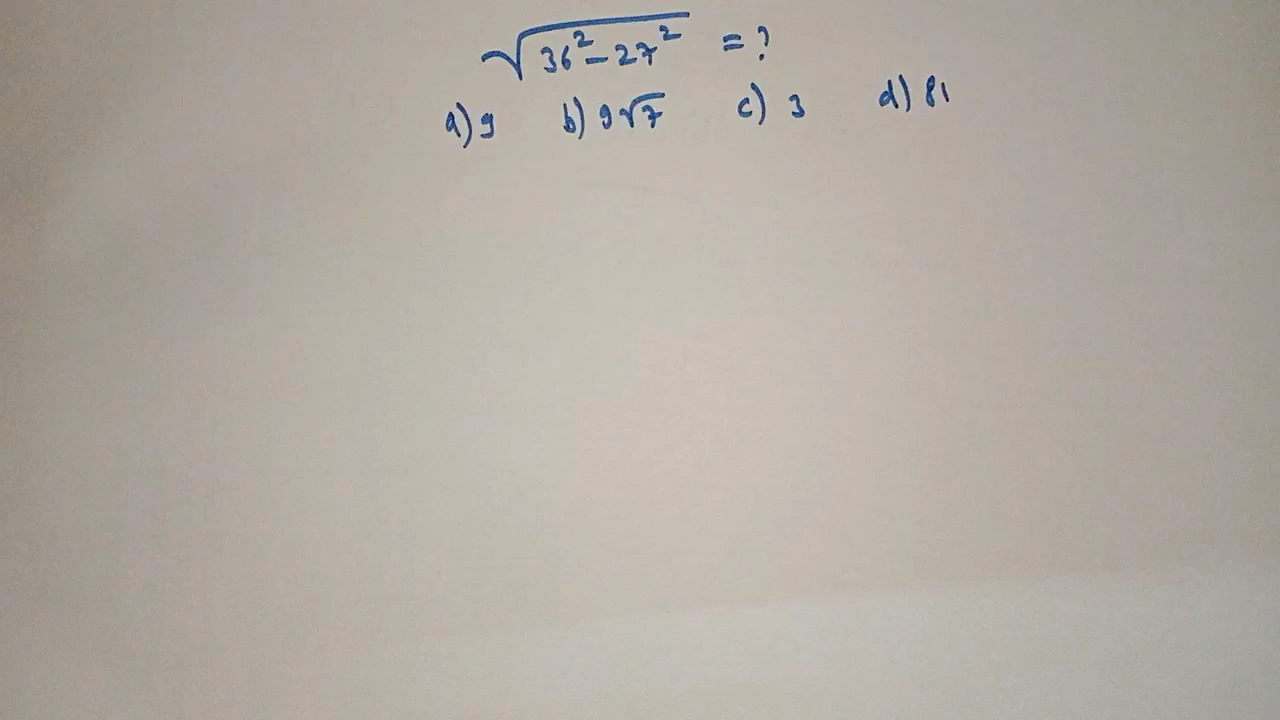 √36²-27² = ?
a) 9 b) 9√7 c) 3 d) 81